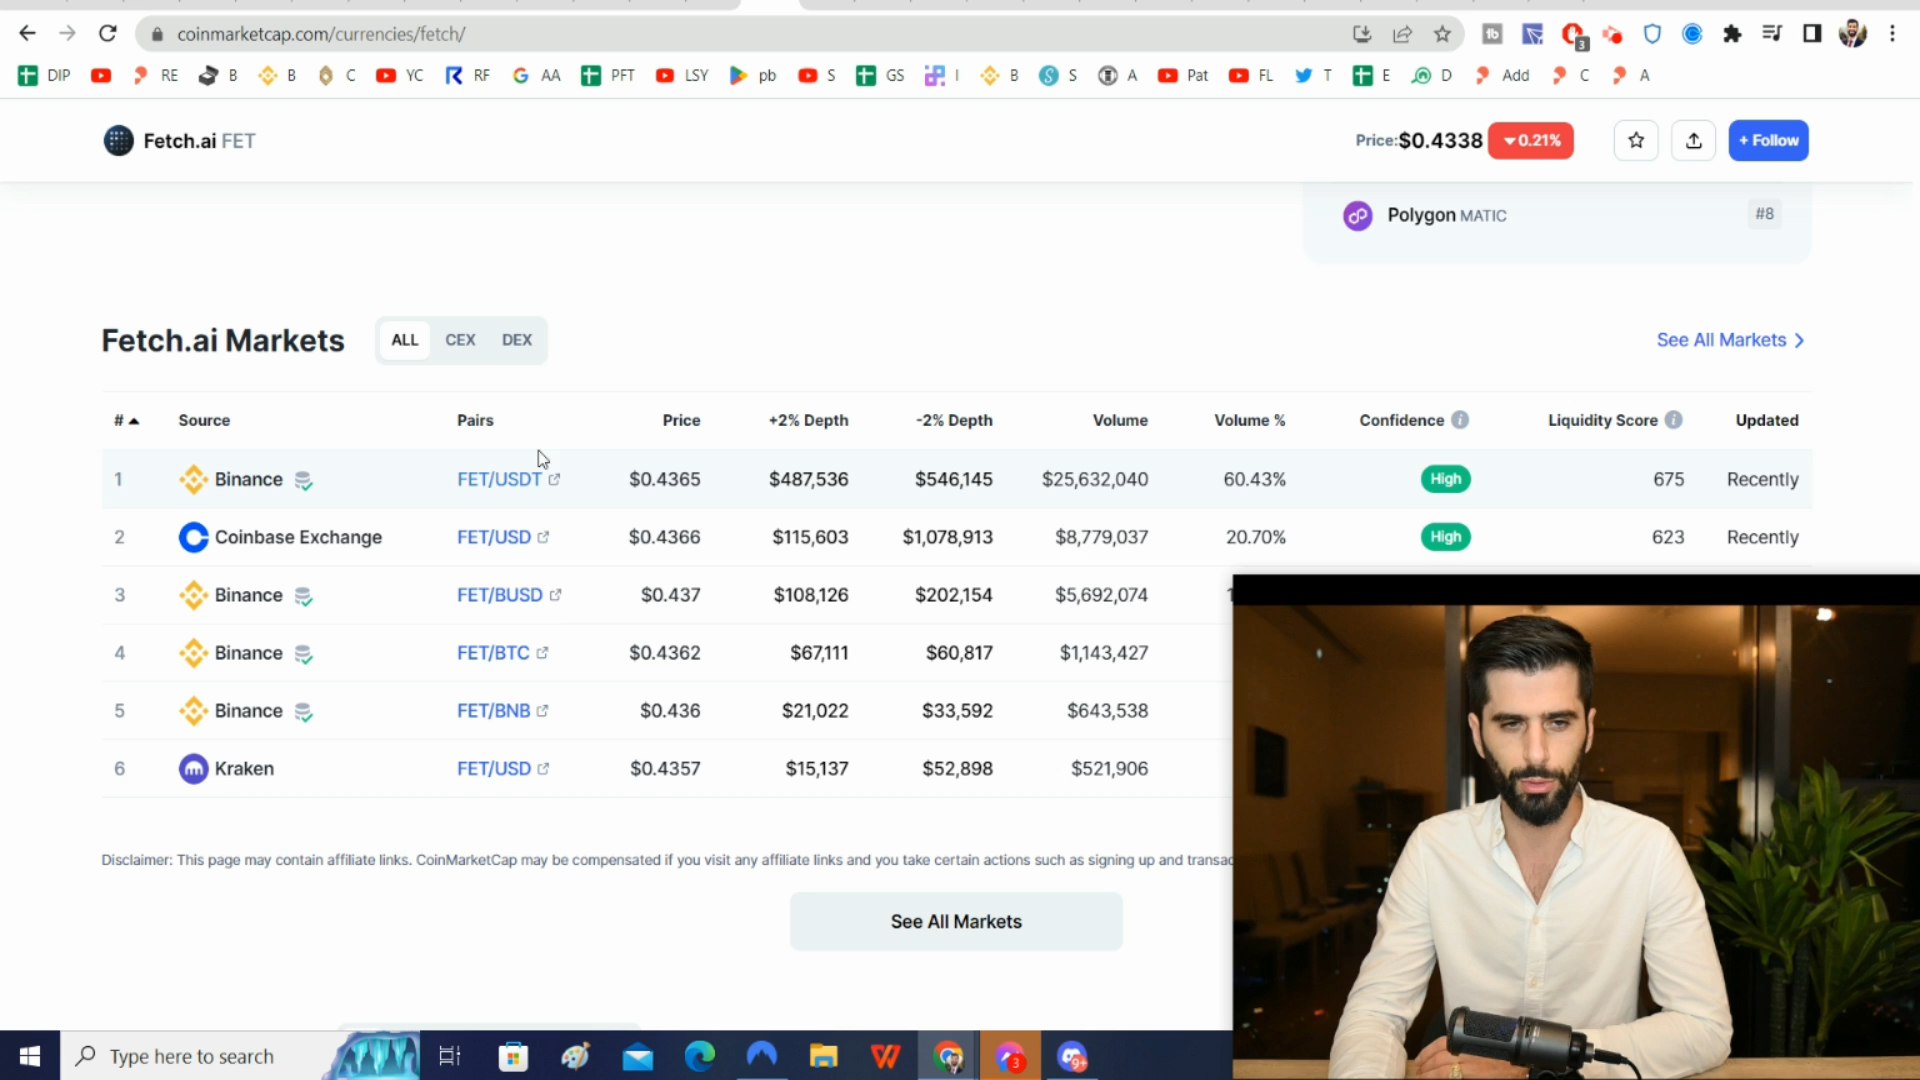 coinmarketcap.com/currencies/fetch/
3
DIP RE B B C YC RF AA PFT LSY pb S GS I B S A Pat FL T E D Add C A
Fetch.ai FET Price:$0.4338 0.21% + Follow
Polygon MATIC #8
Fetch.ai Markets ALL CEX DEX See All Markets
# Source Pairs Price +2% Depth -2% Depth Volume Volume % Confidence Liquidity Score Updated
1 Binance FET/USDT $0.4365 $487,536 $546,145 $25,632,040 60.43% High 675 Recently
2 Coinbase Exchange FET/USD $0.4366 $115,603 $1,078,913 $8,779,037 20.70% High 623 Recently
3 Binance FET/BUSD $0.437 $108,126 $202,154 $5,692,074
4 Binance FET/BTC $0.4362 $67,111 $60,817 $1,143,427
5 Binance FET/BNB $0.436 $21,022 $33,592 $643,538
6 Kraken FET/USD $0.4357 $15,137 $52,898 $521,906
Disclaimer: This page may contain affiliate links. CoinMarketCap may be compensated if you visit any affiliate links and you take certain actions such as signing up and transac
See All Markets
Type here to search 3 9+